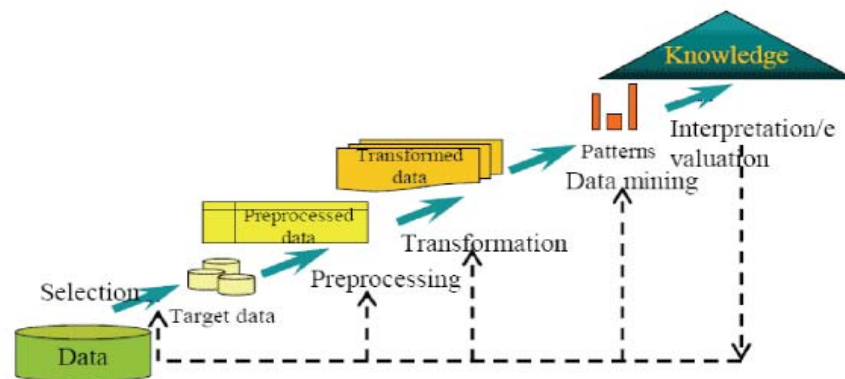 Knowledge
Interpretation/e
valuation
Patterns
Data mining
Transformed
data
Transformation
Preprocessed
data
Preprocessing
Selection
Target data
Data